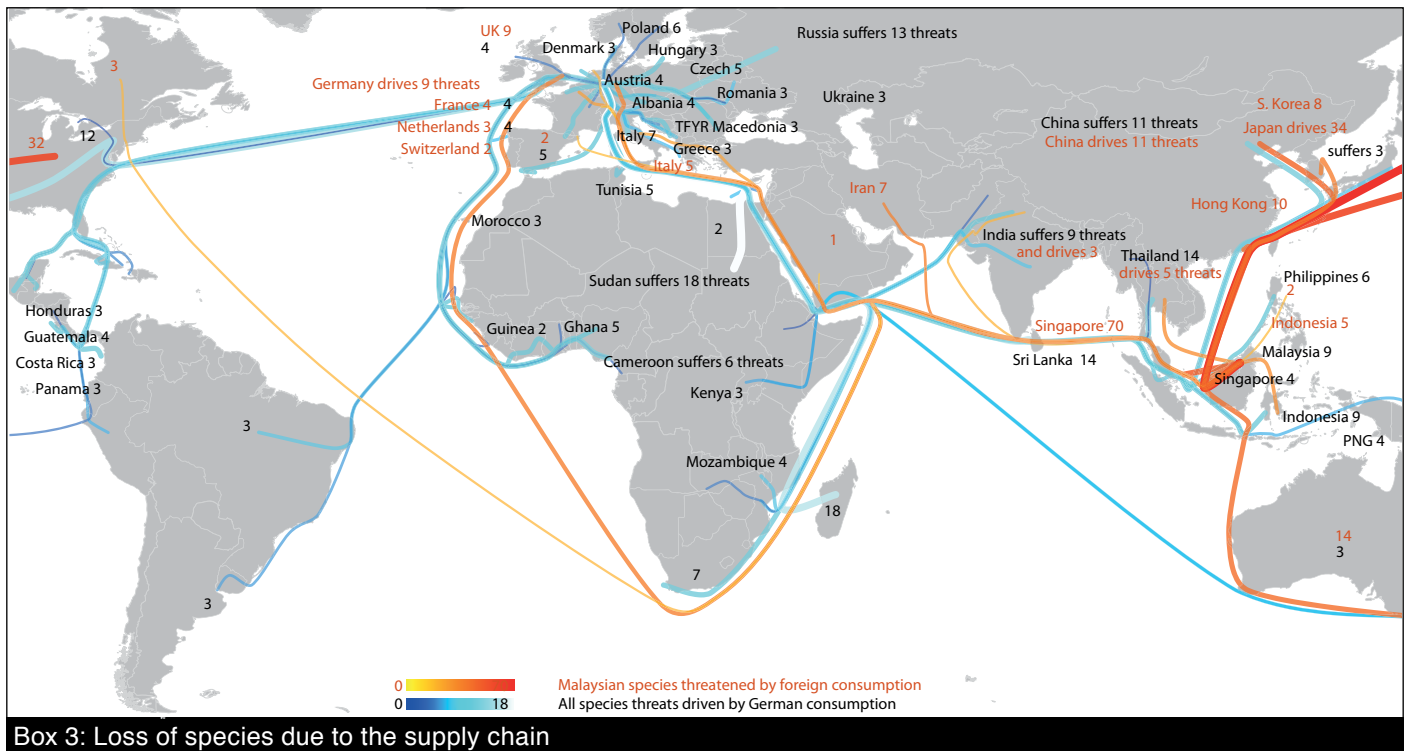 UK 9
4
Poland 6
Denmark 3
Hungary 3
Russia suffers 13 threats
3
Germany drives 9 threats
Austria 4
Czech 5
Romania 3
Ukraine 3
France 4
4
Albania 4
S. Korea 8
32
12
Netherlands 3
4
2
Italy 7
TFYR Macedonia 3
China suffers 11 threats
Japan drives 34
Switzerland 2
5
Greece 3
China drives 11 threats
suffers 3
Italy 5
Tunisia 5
Iran 7
Hong Kong 10
Morocco 3
2
1
India suffers 9 threats
and drives 3
Thailand 14
drives 5 threats
Sudan suffers 18 threats
Philippines 6
2
Honduras 3
Guinea 2
Ghana 5
Singapore 70
Indonesia 5
Guatemala 4
Cameroon suffers 6 threats
Sri Lanka 14
Malaysia 9
Costa Rica 3
Singapore 4
Panama 3
Kenya 3
Indonesia 9
3
PNG 4
Mozambique 4
18
14
3
7
3
0
Malaysian species threatened by foreign consumption
0
18
All species threats driven by German consumption
Box 3: Loss of species due to the supply chain